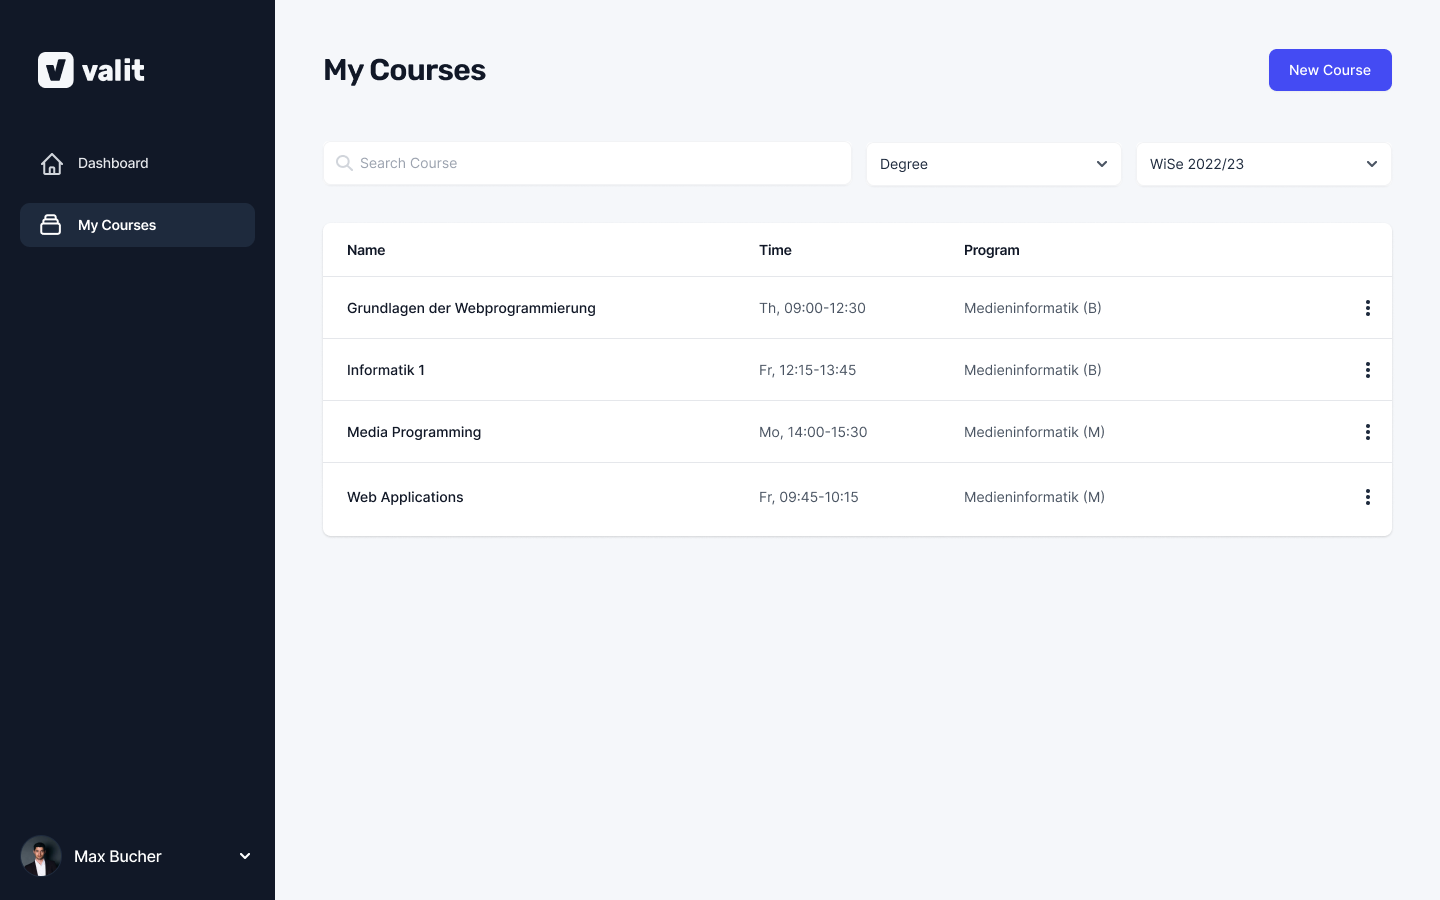 valit
Dashboard
My Courses
Max Bucher
My Courses
New Course
Search Course
Degree
WiSe 2022/23
Name Time Program
Grundlagen der Webprogrammierung Th, 09:00-12:30 Medieninformatik (B)
Informatik 1 Fr, 12:15-13:45 Medieninformatik (B)
Media Programming Mo, 14:00-15:30 Medieninformatik (M)
Web Applications Fr, 09:45-10:15 Medieninformatik (M)